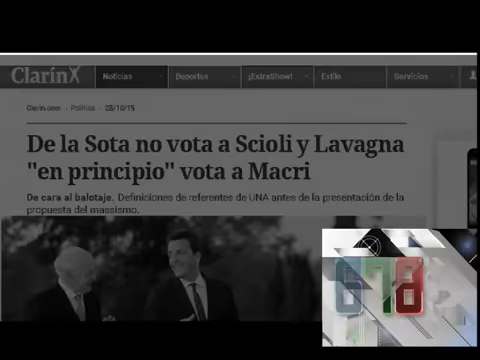 Clarín
Noticias Deportes ¡ExtraShow! Estilo Servicios
Clarin.com Política 28/10/15
De la Sota no vota a Scioli y Lavagna
"en principio" vota a Macri
De cara al balotaje. Definiciones de referentes de UNA antes de la presentación de la
propuesta del massismo.
678